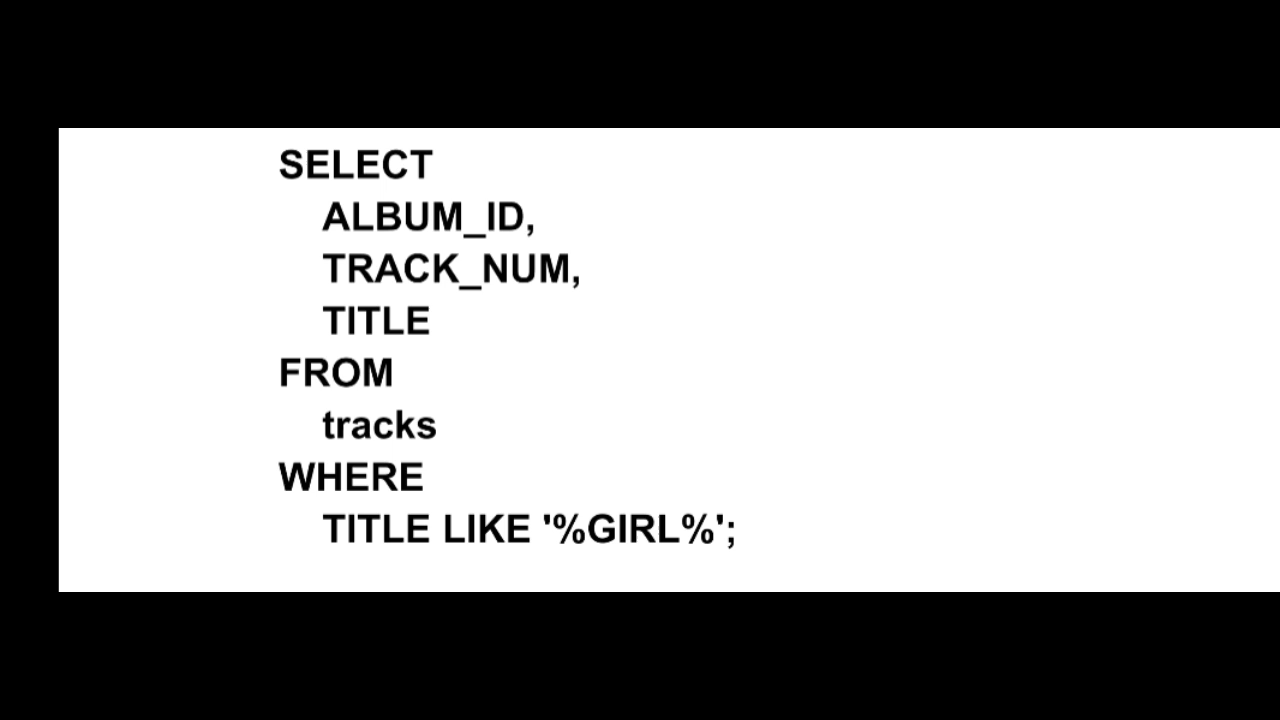 SELECT
ALBUM_ID,
TRACK_NUM,
TITLE
FROM
tracks
WHERE
TITLE LIKE '%GIRL%';